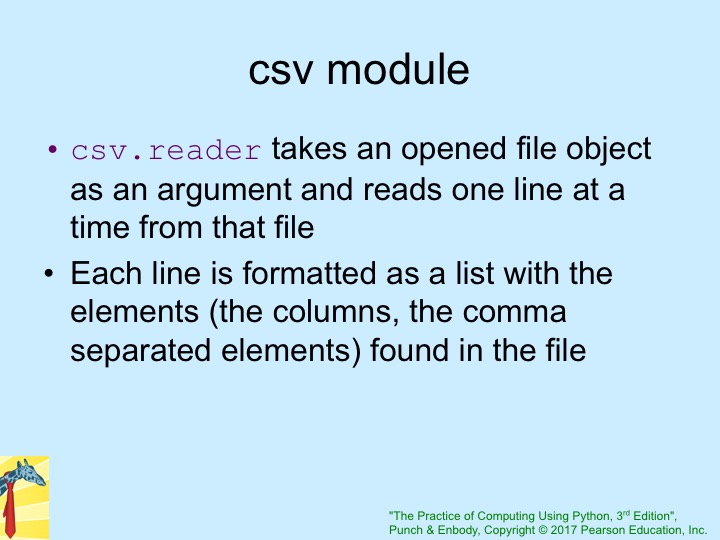 csv module
• csv.reader takes an opened file object
as an argument and reads one line at a
time from that file
• Each line is formatted as a list with the
elements (the columns, the comma
separated elements) found in the file
"The Practice of Computing Using Python, 3rd Edition",
Punch & Enbody, Copyright © 2017 Pearson Education, Inc.